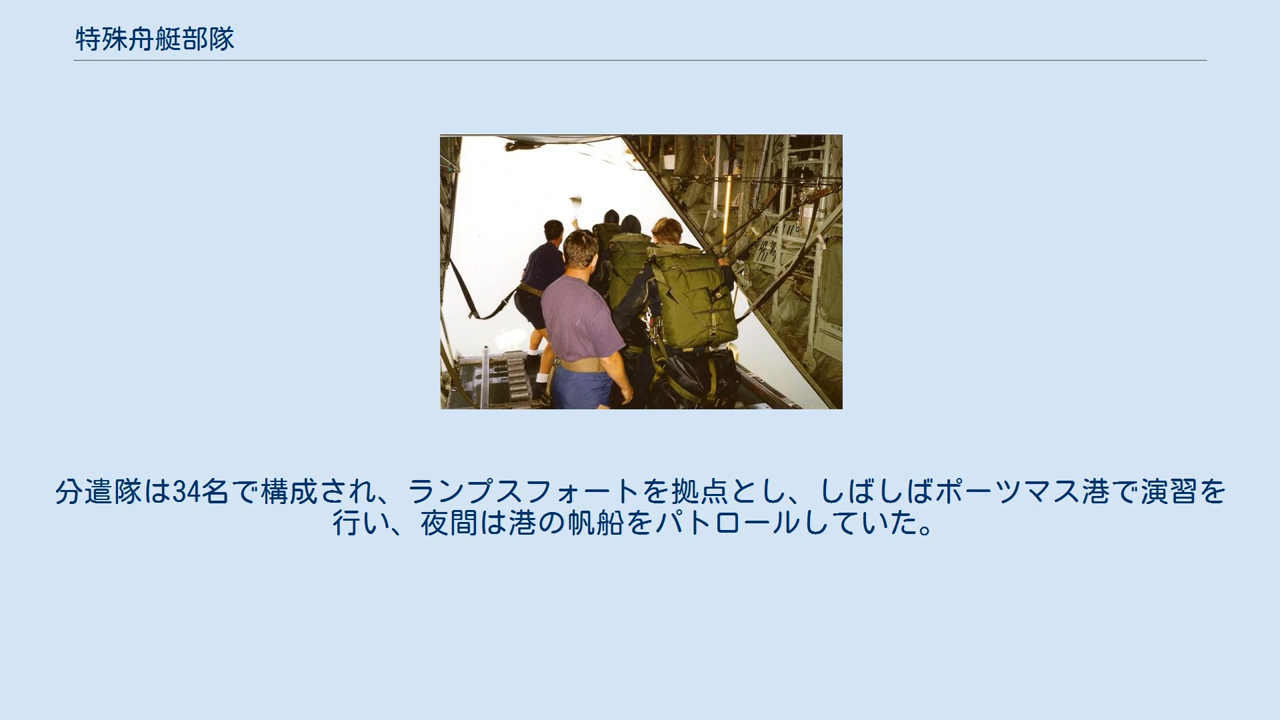 特殊舟艇部隊
分遣隊は34名で構成され、ランプスフォートを拠点とし、しばしばポーツマス港で演習を
行い、夜間は港の帆船をパトロールしていた。